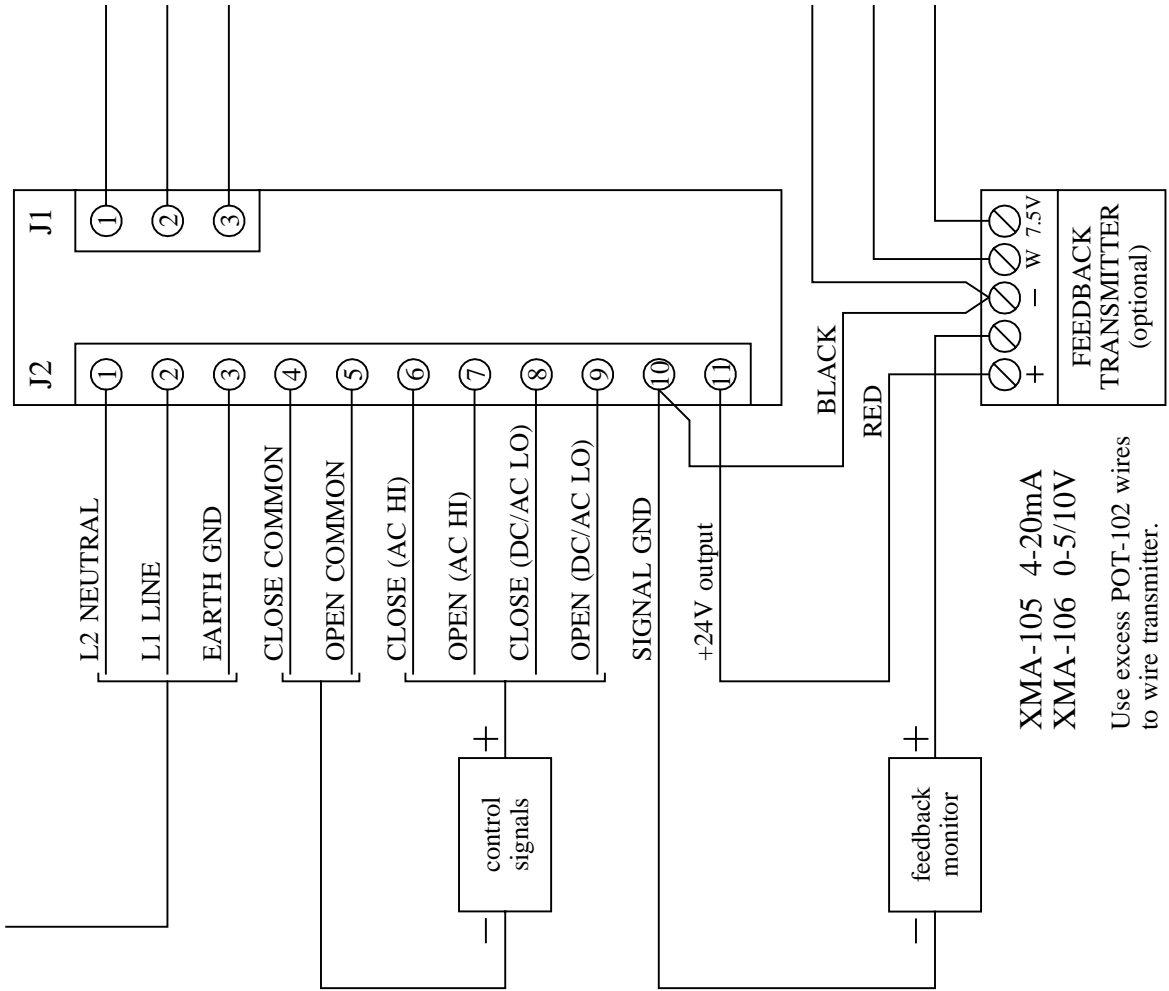 J1
1
2
3
J2
1
2
3
4
5
6
7
8
9
10
11
L2 NEUTRAL
L1 LINE
EARTH GND
CLOSE COMMON
OPEN COMMON
CLOSE (AC HI)
OPEN (AC HI)
CLOSE (DC/AC LO)
OPEN (DC/AC LO)
SIGNAL GND
+24V output
BLACK
RED
+
control
signals
−
+
feedback
monitor
−
+
−
W
7.5V
FEEDBACK
TRANSMITTER
(optional)
XMA-105 4-20mA
XMA-106 0-5/10V
Use excess POT-102 wires
to wire transmitter.